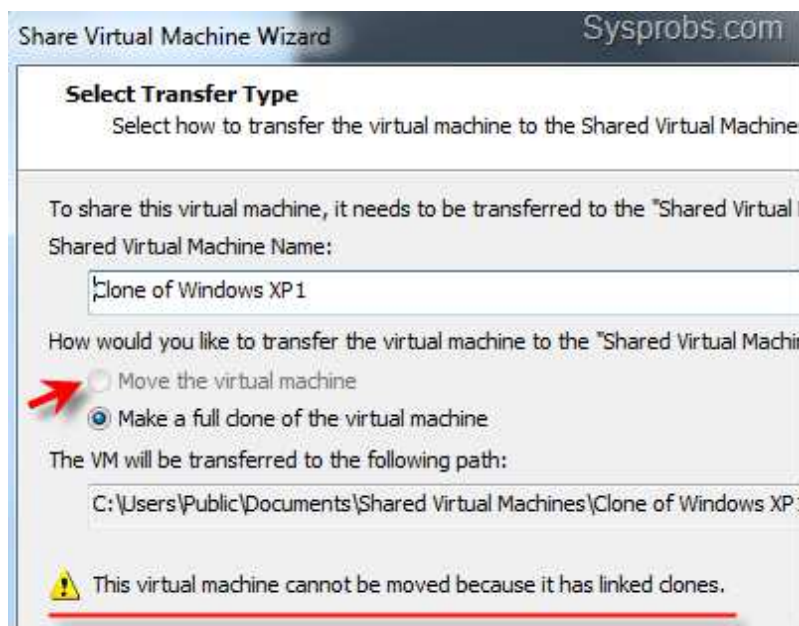 Share Virtual Machine Wizard
Sysprobs.com
Select Transfer Type
Select how to transfer the virtual machine to the Shared Virtual Machine
To share this virtual machine, it needs to be transferred to the "Shared Virtual
Shared Virtual Machine Name:
Clone of Windows XP1
How would you like to transfer the virtual machine to the "Shared Virtual Machi
Move the virtual machine
Make a full clone of the virtual machine
The VM will be transferred to the following path:
C:\Users\Public\Documents\Shared Virtual Machines\Clone of Windows XP1
This virtual machine cannot be moved because it has linked clones.